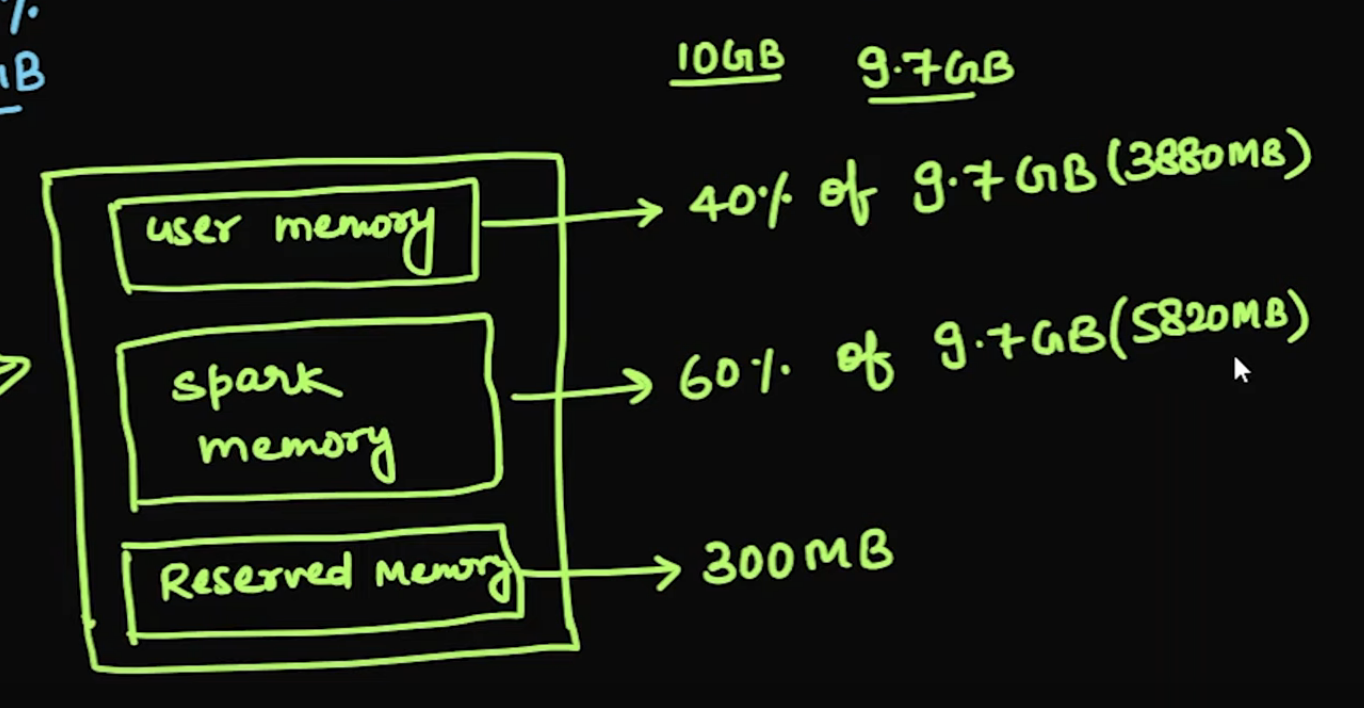 %
B
10GB 9.7GB
user memory → 40% of 9.7GB (3880MB)
spark
memory → 60% of 9.7GB (5820MB)
Reserved Memory → 300MB